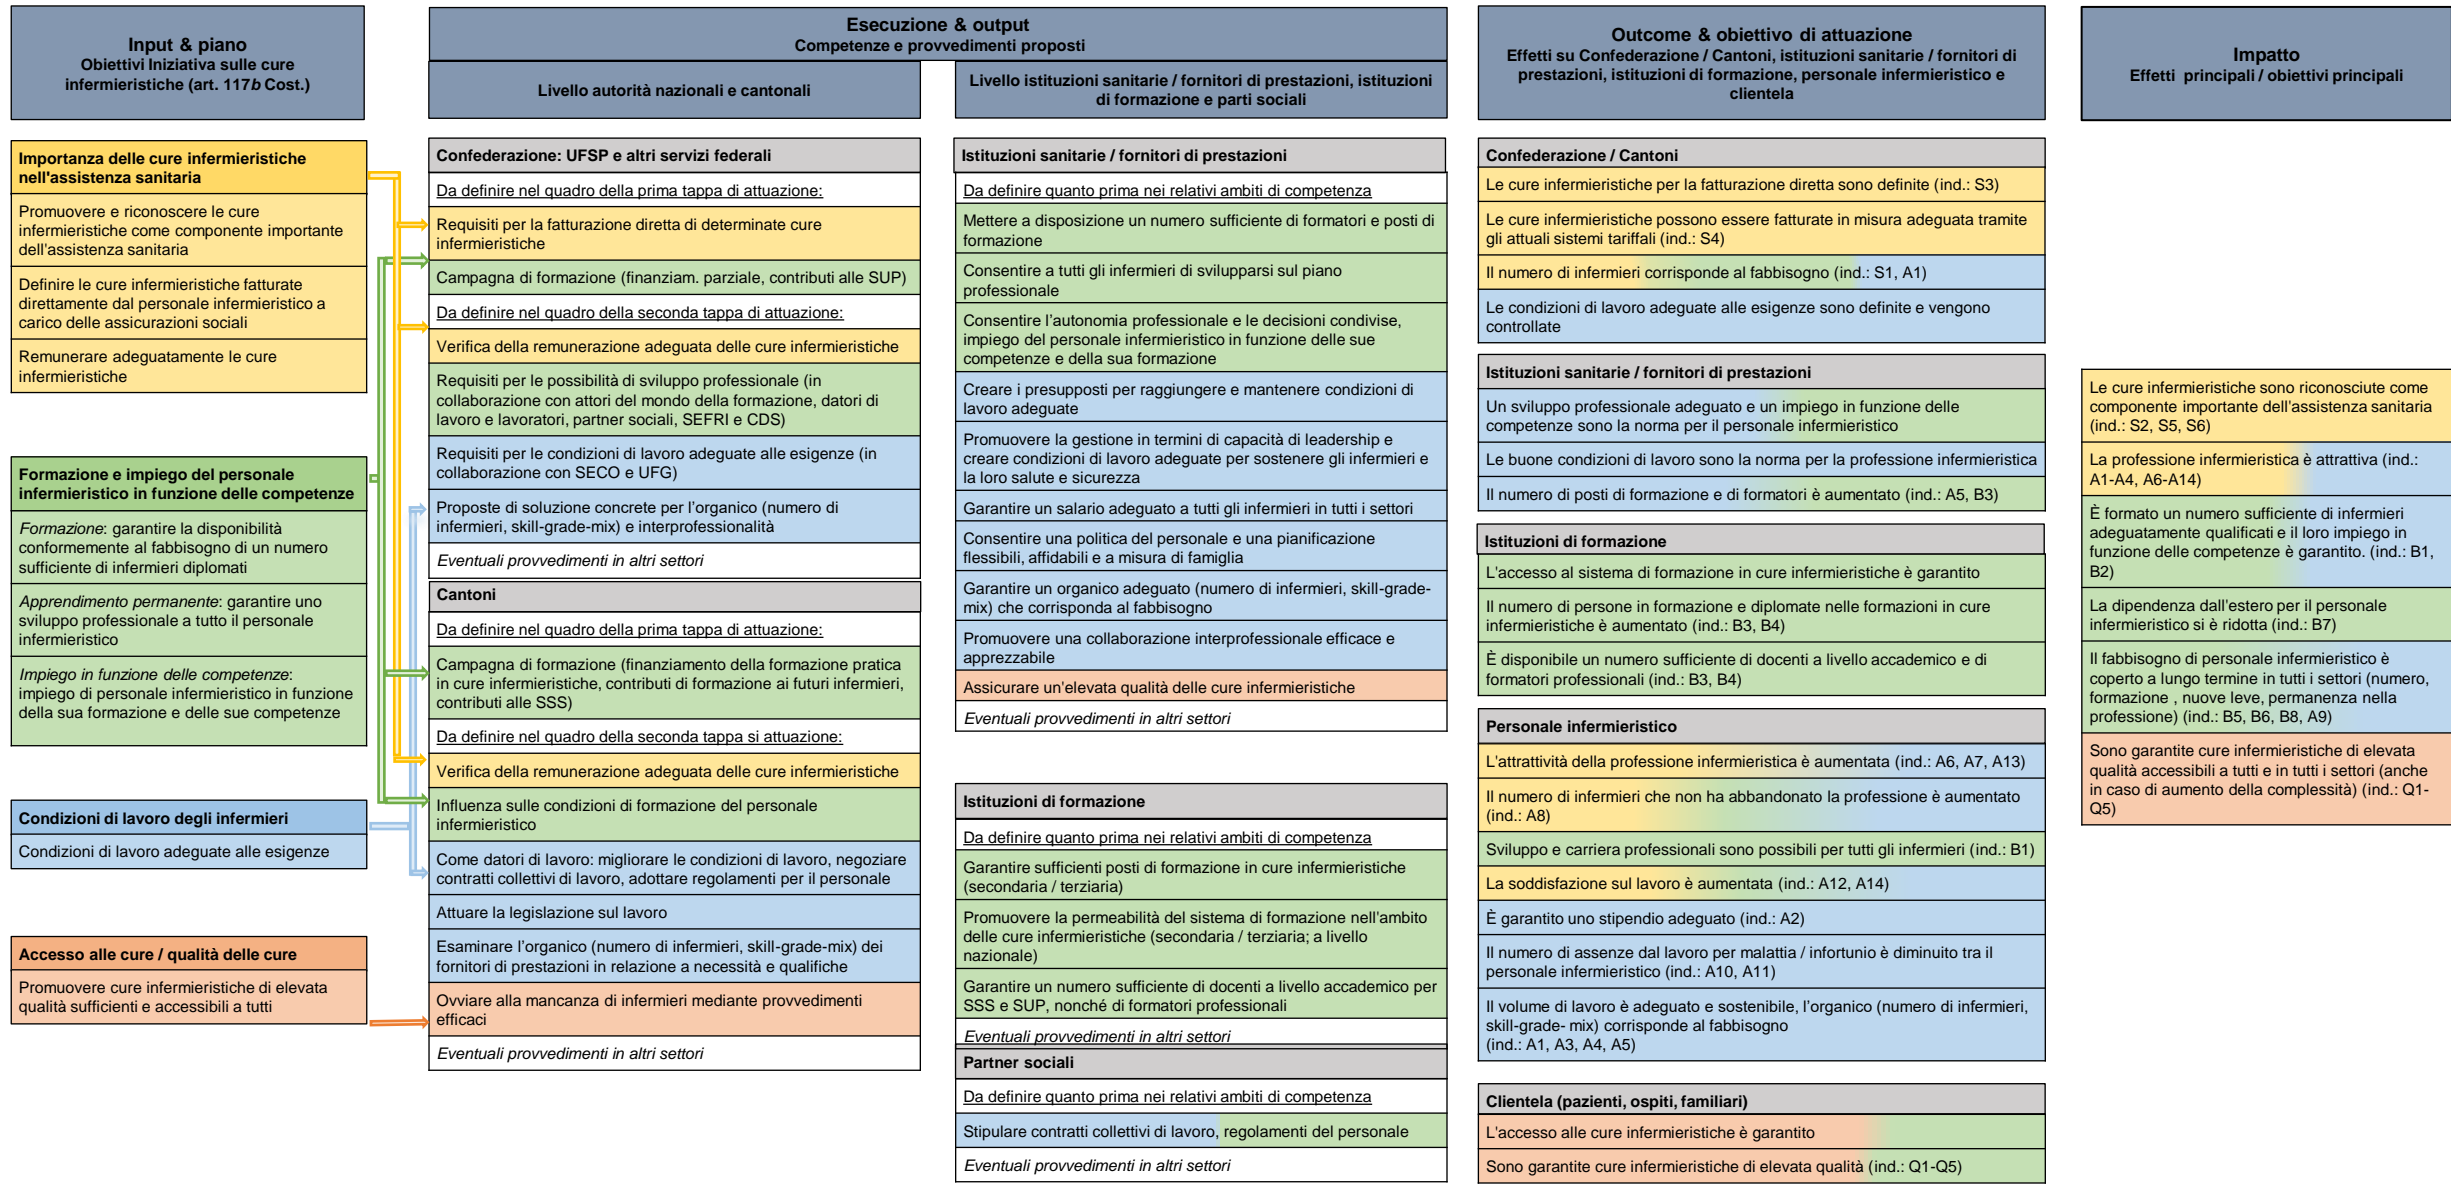 Input & piano
Obiettivi Iniziativa sulle cure
infermieristiche (art. 117b Cost.)
Importanza delle cure infermieristiche
nell'assistenza sanitaria
Promuovere e riconoscere le cure
infermieristiche come componente importante
dell'assistenza sanitaria
Definire le cure infermieristiche fatturate
direttamente dal personale infermieristico a
carico delle assicurazioni sociali
Remunerare adeguatamente le cure
infermieristiche
Formazione e impiego del personale
infermieristico in funzione delle competenze
Formazione: garantire la disponibilità
conformemente al fabbisogno di un numero
sufficiente di infermieri diplomati
Apprendimento permanente: garantire uno
sviluppo professionale a tutto il personale
infermieristico
Impiego in funzione delle competenze:
impiego di personale infermieristico in funzione
della sua formazione e delle sue competenze
Condizioni di lavoro degli infermieri
Condizioni di lavoro adeguate alle esigenze
Accesso alle cure / qualità delle cure
Promuovere cure infermieristiche di elevata
qualità sufficienti e accessibili a tutti
Esecuzione & output
Competenze e provvedimenti proposti
Livello autorità nazionali e cantonali
Confederazione: UFSP e altri servizi federali
Da definire nel quadro della prima tappa di attuazione:
Requisiti per la fatturazione diretta di determinate cure
infermieristiche
Campagna di formazione (finanziam. parziale, contributi alle SUP)
Da definire nel quadro della seconda tappa di attuazione:
Verifica della remunerazione adeguata delle cure infermieristiche
Requisiti per le possibilità di sviluppo professionale (in
collaborazione con attori del mondo della formazione, datori di
lavoro e lavoratori, partner sociali, SEFRI e CDS)
Requisiti per le condizioni di lavoro adeguate alle esigenze (in
collaborazione con SECO e UFG)
Proposte di soluzione concrete per l'organico (numero di
infermieri, skill-grade-mix) e interprofessionalità
Eventuali provvedimenti in altri settori
Cantoni
Da definire nel quadro della prima tappa di attuazione:
Campagna di formazione (finanziamento della formazione pratica
in cure infermieristiche, contributi di formazione ai futuri infermieri,
contributi alle SSS)
Da definire nel quadro della seconda tappa si attuazione:
Verifica della remunerazione adeguata delle cure infermieristiche
Influenza sulle condizioni di formazione del personale
infermieristico
Come datori di lavoro: migliorare le condizioni di lavoro, negoziare
contratti collettivi di lavoro, adottare regolamenti per il personale
Attuare la legislazione sul lavoro
Esaminare l'organico (numero di infermieri, skill-grade-mix) dei
fornitori di prestazioni in relazione a necessità e qualifiche
Ovviare alla mancanza di infermieri mediante provvedimenti
efficaci
Eventuali provvedimenti in altri settori
Livello istituzioni sanitarie / fornitori di prestazioni, istituzioni
di formazione e parti sociali
Istituzioni sanitarie / fornitori di prestazioni
Da definire quanto prima nei relativi ambiti di competenza
Mettere a disposizione un numero sufficiente di formatori e posti di
formazione
Consentire a tutti gli infermieri di svilupparsi sul piano
professionale
Consentire l'autonomia professionale e le decisioni condivise,
impiego del personale infermieristico in funzione delle sue
competenze e della sua formazione
Creare i presupposti per raggiungere e mantenere condizioni di
lavoro adeguate
Promuovere la gestione in termini di capacità di leadership e
creare condizioni di lavoro adeguate per sostenere gli infermieri e
la loro salute e sicurezza
Garantire un salario adeguato a tutti gli infermieri in tutti i settori
Consentire una politica del personale e una pianificazione
flessibili, affidabili e a misura di famiglia
Garantire un organico adeguato (numero di infermieri, skill-grade-
mix) che corrisponda al fabbisogno
Promuovere una collaborazione interprofessionale efficace e
apprezzabile
Assicurare un'elevata qualità delle cure infermieristiche
Eventuali provvedimenti in altri settori
Istituzioni di formazione
Da definire quanto prima nei relativi ambiti di competenza
Garantire sufficienti posti di formazione in cure infermieristiche
(secondaria / terziaria)
Promuovere la permeabilità del sistema di formazione nell'ambito
delle cure infermieristiche (secondaria / terziaria; a livello
nazionale)
Garantire un numero sufficiente di docenti a livello accademico per
SSS e SUP, nonché di formatori professionali
Eventuali provvedimenti in altri settori
Partner sociali
Da definire quanto prima nei relativi ambiti di competenza
Stipulare contratti collettivi di lavoro, regolamenti del personale
Eventuali provvedimenti in altri settori
Outcome & obiettivo di attuazione
Effetti su Confederazione / Cantoni, istituzioni sanitarie / fornitori di
prestazioni, istituzioni di formazione, personale infermieristico e
clientela
Confederazione / Cantoni
Le cure infermieristiche per la fatturazione diretta sono definite (ind.: S3)
Le cure infermieristiche possono essere fatturate in misura adeguata tramite
gli attuali sistemi tariffali (ind.: S4)
Il numero di infermieri corrisponde al fabbisogno (ind.: S1, A1)
Le condizioni di lavoro adeguate alle esigenze sono definite e vengono
controllate
Istituzioni sanitarie / fornitori di prestazioni
Un sviluppo professionale adeguato e un impiego in funzione delle
competenze sono la norma per il personale infermieristico
Le buone condizioni di lavoro sono la norma per la professione infermieristica
Il numero di posti di formazione e di formatori è aumentato (ind.: A5, B3)
Istituzioni di formazione
L'accesso al sistema di formazione in cure infermieristiche è garantito
Il numero di persone in formazione e diplomate nelle formazioni in cure
infermieristiche è aumentato (ind.: B3, B4)
È disponibile un numero sufficiente di docenti a livello accademico e di
formatori professionali (ind.: B3, B4)
Personale infermieristico
L'attrattività della professione infermieristica è aumentata (ind.: A6, A7, A13)
Il numero di infermieri che non ha abbandonato la professione è aumentato
(ind.: A8)
Sviluppo e carriera professionali sono possibili per tutti gli infermieri (ind.: B1)
La soddisfazione sul lavoro è aumentata (ind.: A12, A14)
È garantito uno stipendio adeguato (ind.: A2)
Il numero di assenze dal lavoro per malattia / infortunio è diminuito tra il
personale infermieristico (ind.: A10, A11)
Il volume di lavoro è adeguato e sostenibile, l'organico (numero di infermieri,
skill-grade- mix) corrisponde al fabbisogno
(ind.: A1, A3, A4, A5)
Clientela (pazienti, ospiti, familiari)
L'accesso alle cure infermieristiche è garantito
Sono garantite cure infermieristiche di elevata qualità (ind.: Q1-Q5)
Impatto
Effetti principali / obiettivi principali
Le cure infermieristiche sono riconosciute come
componente importante dell'assistenza sanitaria
(ind.: S2, S5, S6)
La professione infermieristica è attrattiva (ind.:
A1-A4, A6-A14)
È formato un numero sufficiente di infermieri
adeguatamente qualificati e il loro impiego in
funzione delle competenze è garantito. (ind.: B1,
B2)
La dipendenza dall'estero per il personale
infermieristico si è ridotta (ind.: B7)
Il fabbisogno di personale infermieristico è
coperto a lungo termine in tutti i settori (numero,
formazione , nuove leve, permanenza nella
professione) (ind.: B5, B6, B8, A9)
Sono garantite cure infermieristiche di elevata
qualità accessibili a tutti e in tutti i settori (anche
in caso di aumento della complessità) (ind.: Q1-
Q5)